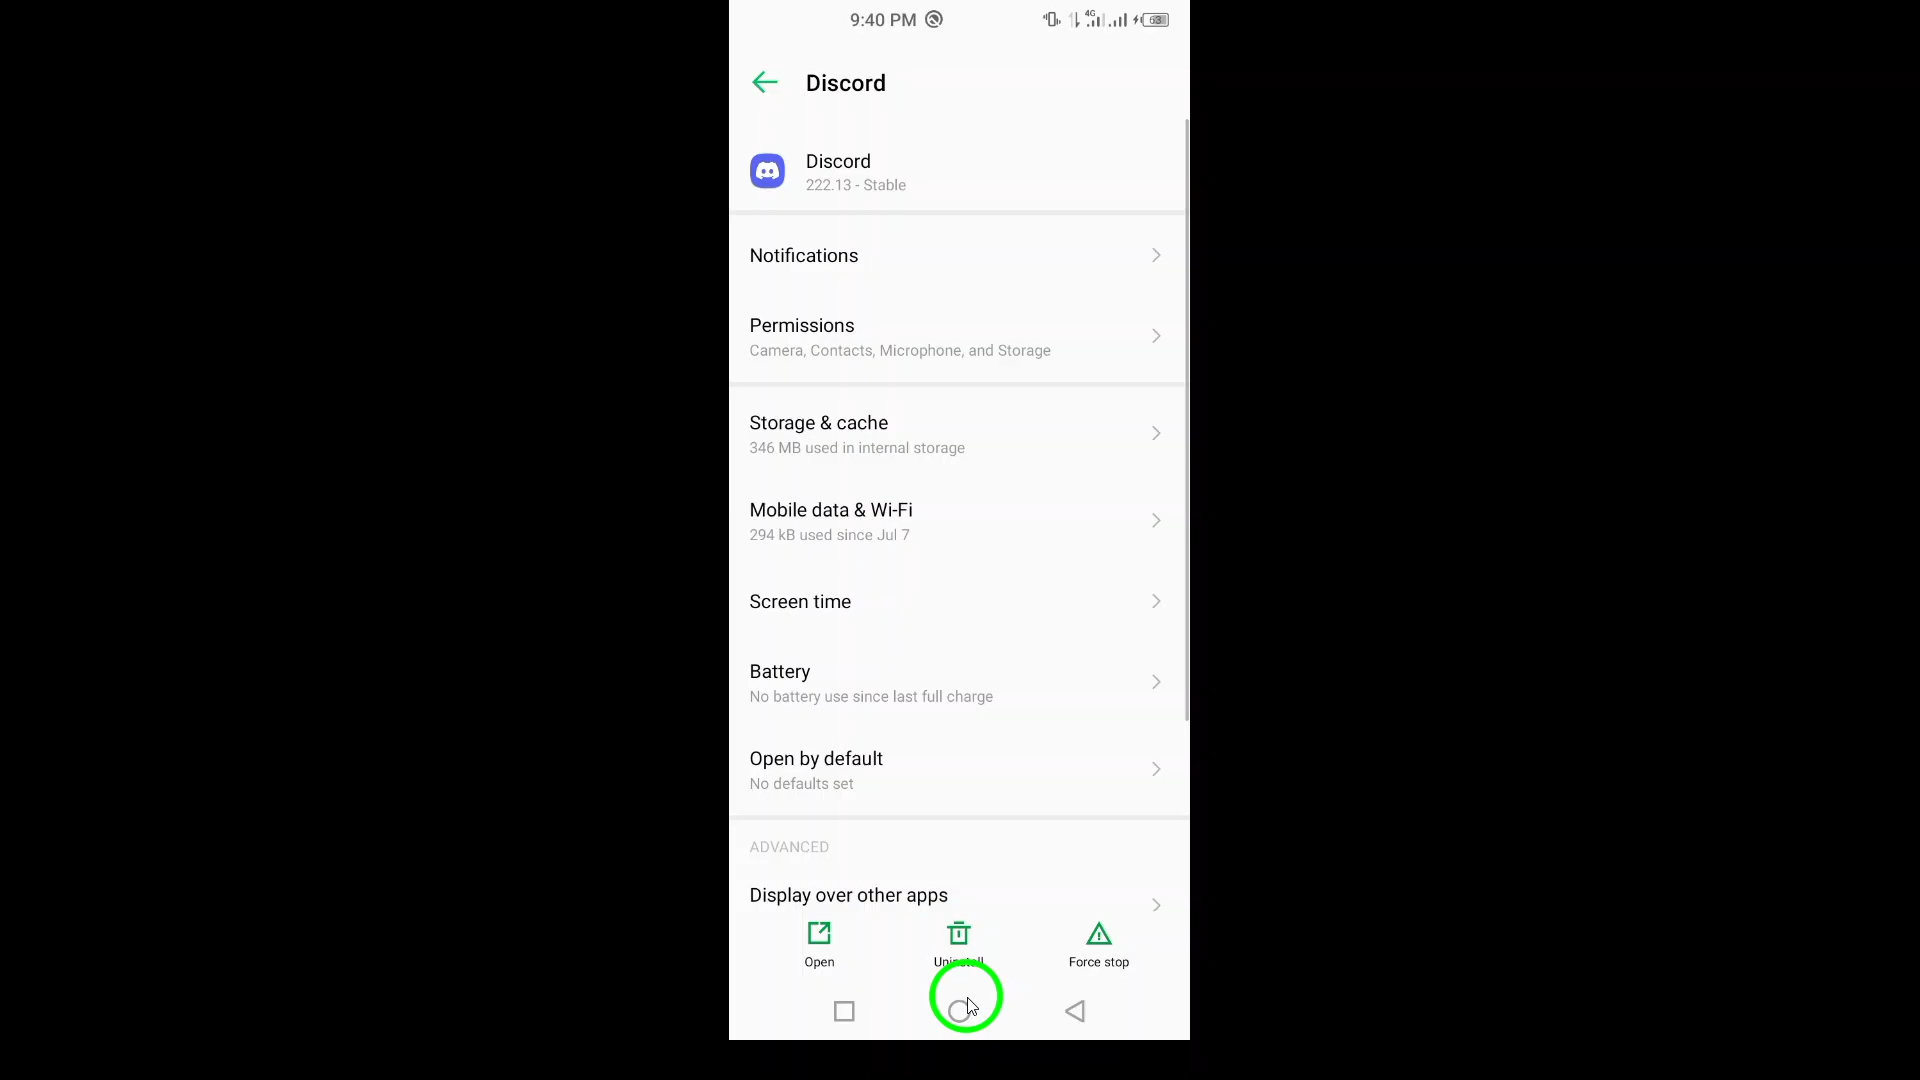 9:40 PM
4G
63
Discord
Discord
222.13 - Stable
Notifications
Permissions
Camera, Contacts, Microphone, and Storage
Storage & cache
346 MB used in internal storage
Mobile data & Wi-Fi
294 kB used since Jul 7
Screen time
Battery
No battery use since last full charge
Open by default
No defaults set
ADVANCED
Display over other apps
Open
Uninstall
Force stop